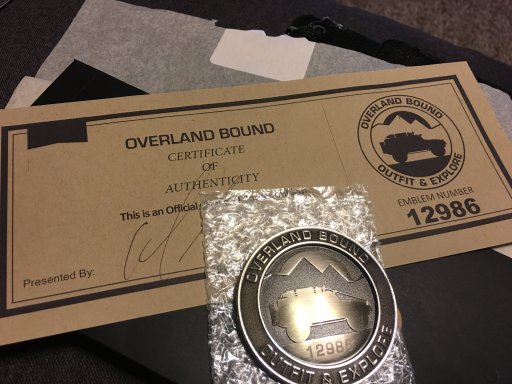 OVERLAND BOUND
CERTIFICATE
OF
AUTHENTICITY
This is an Official
Presented By:
OVERLAND BOUND
OUTFIT & EXPLORE
EMBLEM NUMBER
12986
OVERLAND BOUND
1298
OUTFIT & EXPLORE